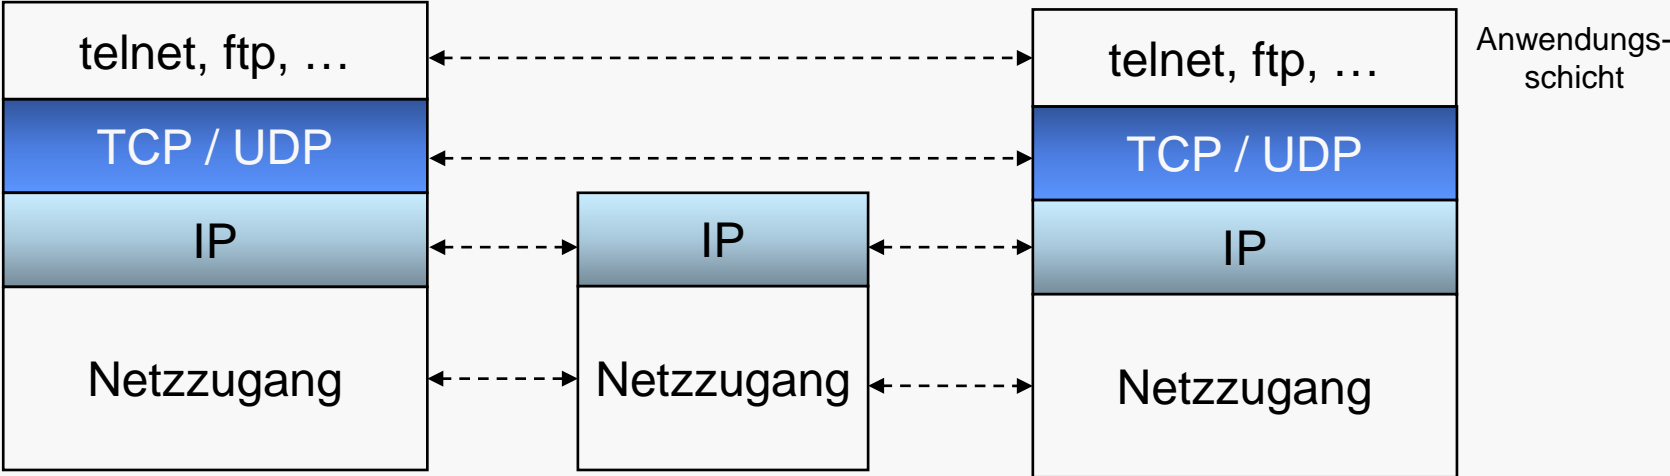 telnet, ftp, …
telnet, ftp, …
Anwendungs-
schicht
TCP / UDP
TCP / UDP
IP
IP
IP
Netzzugang
Netzzugang
Netzzugang